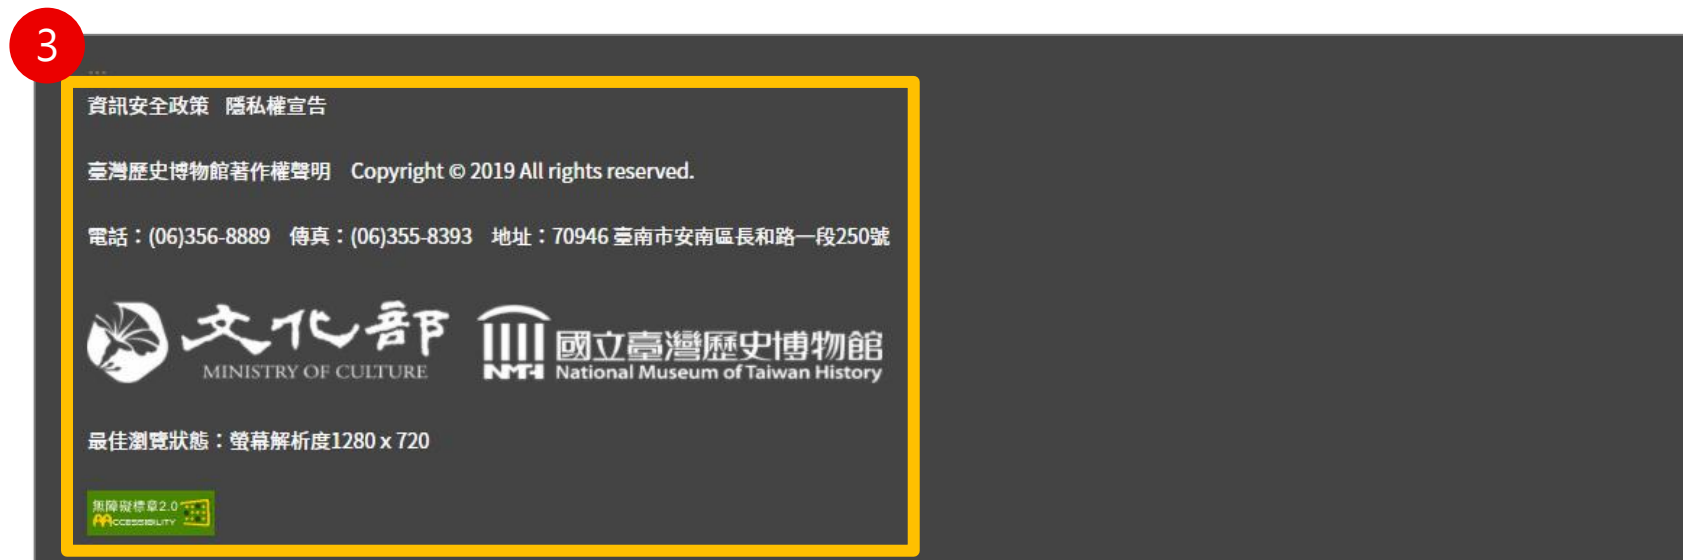 3
...
資訊安全政策 隱私權宣告
臺灣歷史博物館著作權聲明 Copyright © 2019 All rights reserved.
電話：(06)356-8889 傳真：(06)355-8393 地址：70946 臺南市安南區長和路一段250號
文化部
MINISTRY OF CULTURE
國立臺灣歷史博物館
NMTH National Museum of Taiwan History
最佳瀏覽狀態：螢幕解析度1280 x 720
無障礙標章2.0
AACCESSIBILITY